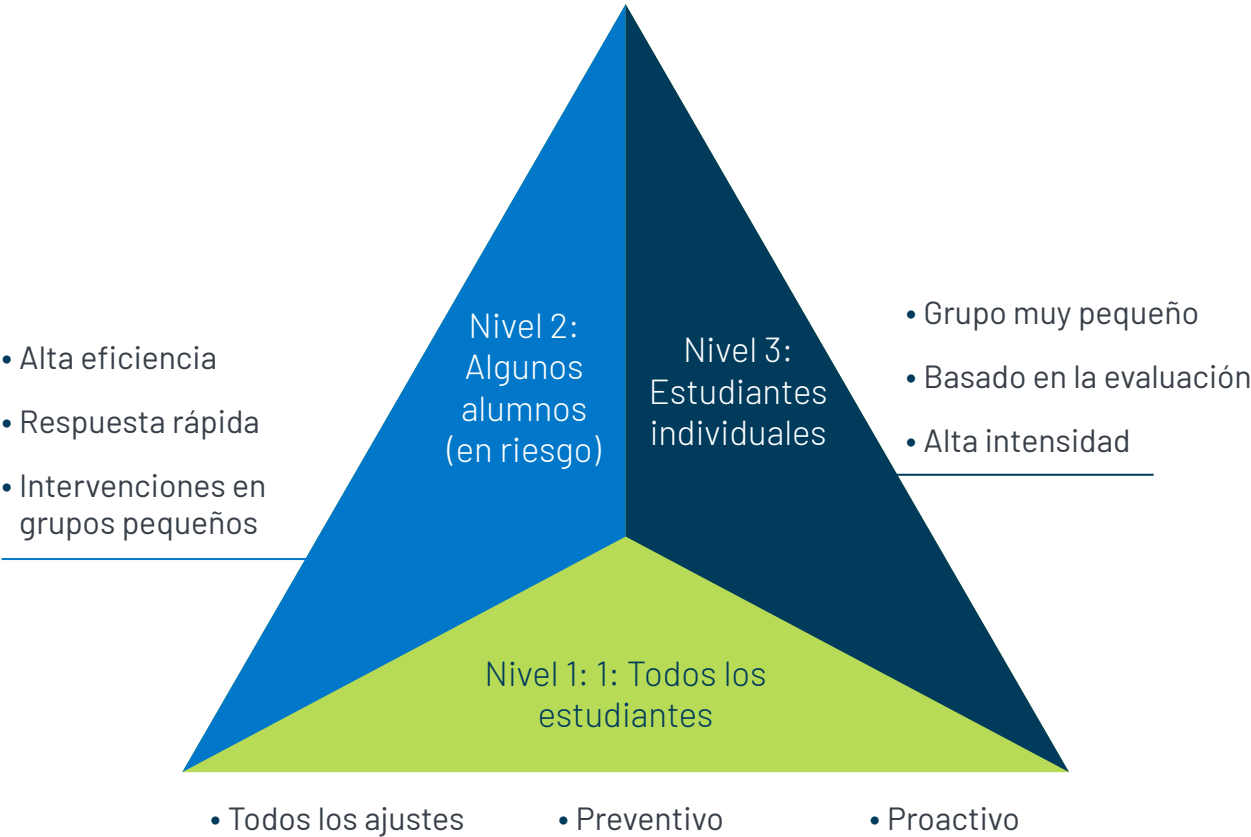 • Alta eficiencia
• Respuesta rápida
• Intervenciones en
grupos pequeños
Nivel 2:
Algunos
alumnos
(en riesgo)
Nivel 3:
Estudiantes
individuales
• Grupo muy pequeño
• Basado en la evaluación
• Alta intensidad
Nivel 1: 1: Todos los
estudiantes
• Todos los ajustes
• Preventivo
• Proactivo